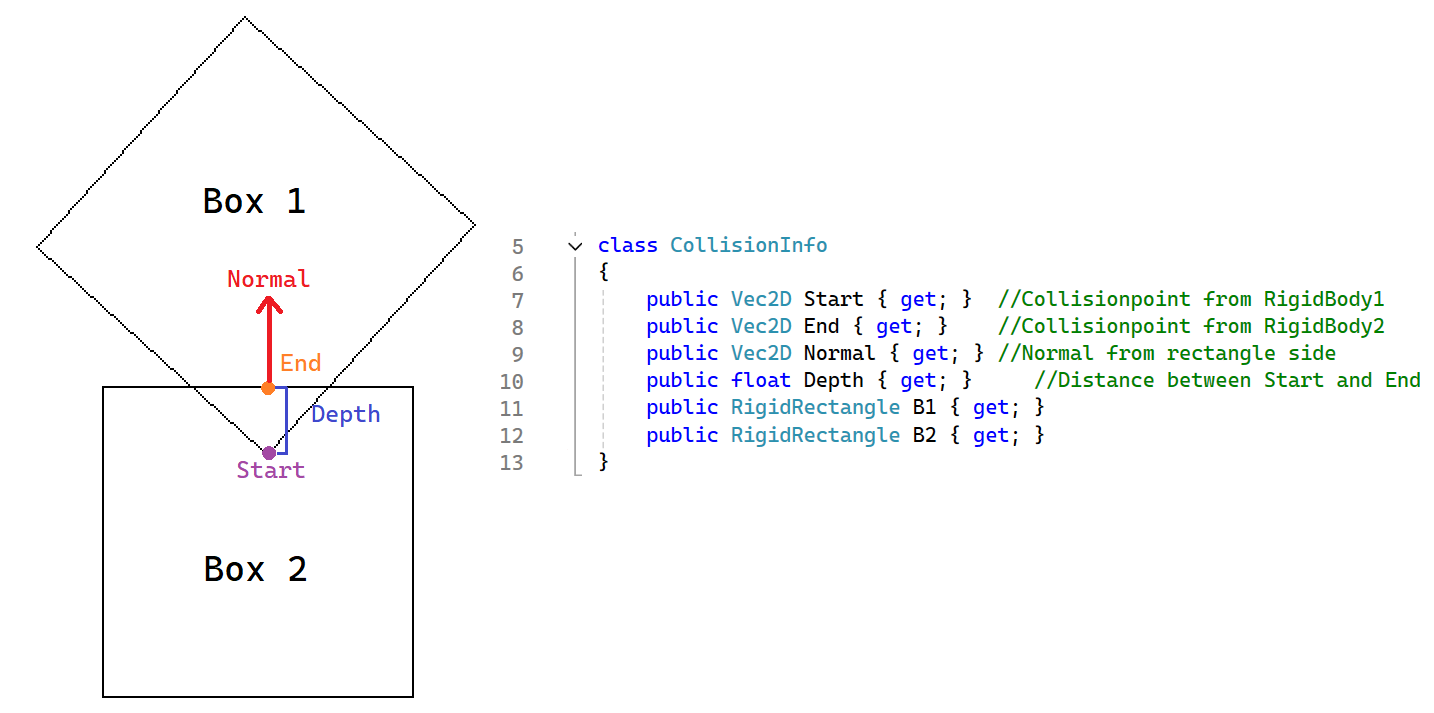 Box 1
Normal
End
Depth
Start
Box 2
5 class CollisionInfo
6 {
7 public Vec2D Start { get; } //Collisionpoint from RigidBody1
8 public Vec2D End { get; } //Collisionpoint from RigidBody2
9 public Vec2D Normal { get; } //Normal from rectangle side
10 public float Depth { get; } //Distance between Start and End
11 public RigidRectangle B1 { get; }
12 public RigidRectangle B2 { get; }
13 }